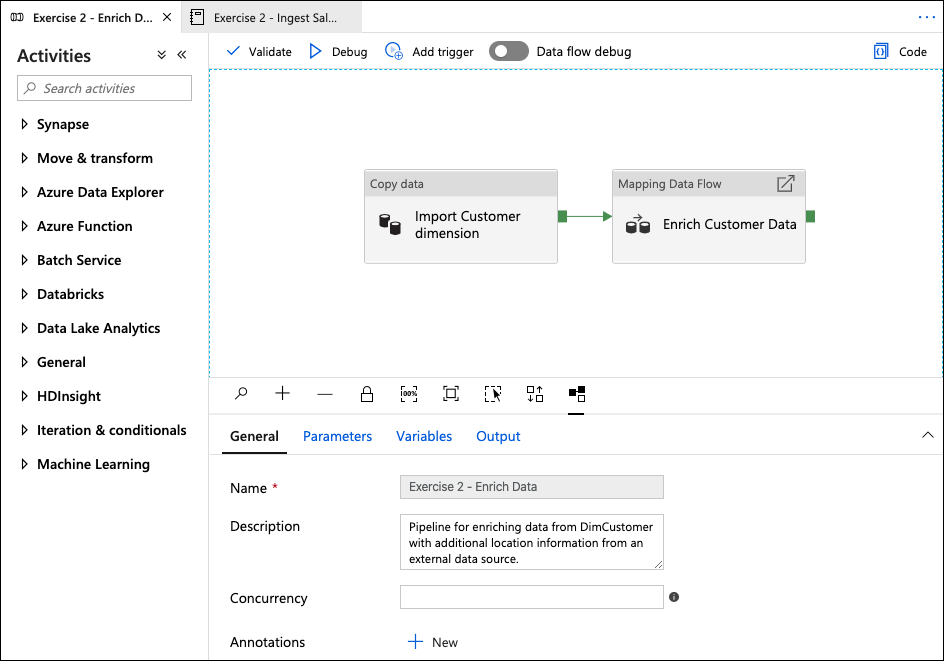 Exercise 2 - Enrich D...
Exercise 2 - Ingest Sal...
Activities
Search activities
Synapse
Move & transform
Azure Data Explorer
Azure Function
Batch Service
Databricks
Data Lake Analytics
General
HDInsight
Iteration & conditionals
Machine Learning
Validate
Debug
Add trigger
Data flow debug
Code
Copy data
Import Customer
dimension
Mapping Data Flow
Enrich Customer Data
100%
General
Parameters
Variables
Output
Name *
Exercise 2 - Enrich Data
Description
Pipeline for enriching data from DimCustomer
with additional location information from an
external data source.
Concurrency
Annotations
New